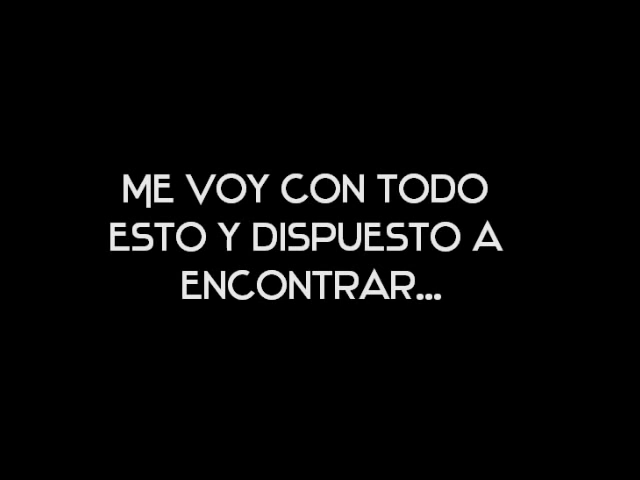 ME VOY CON TODO
ESTO Y DISPUESTO A
ENCONTRAR...